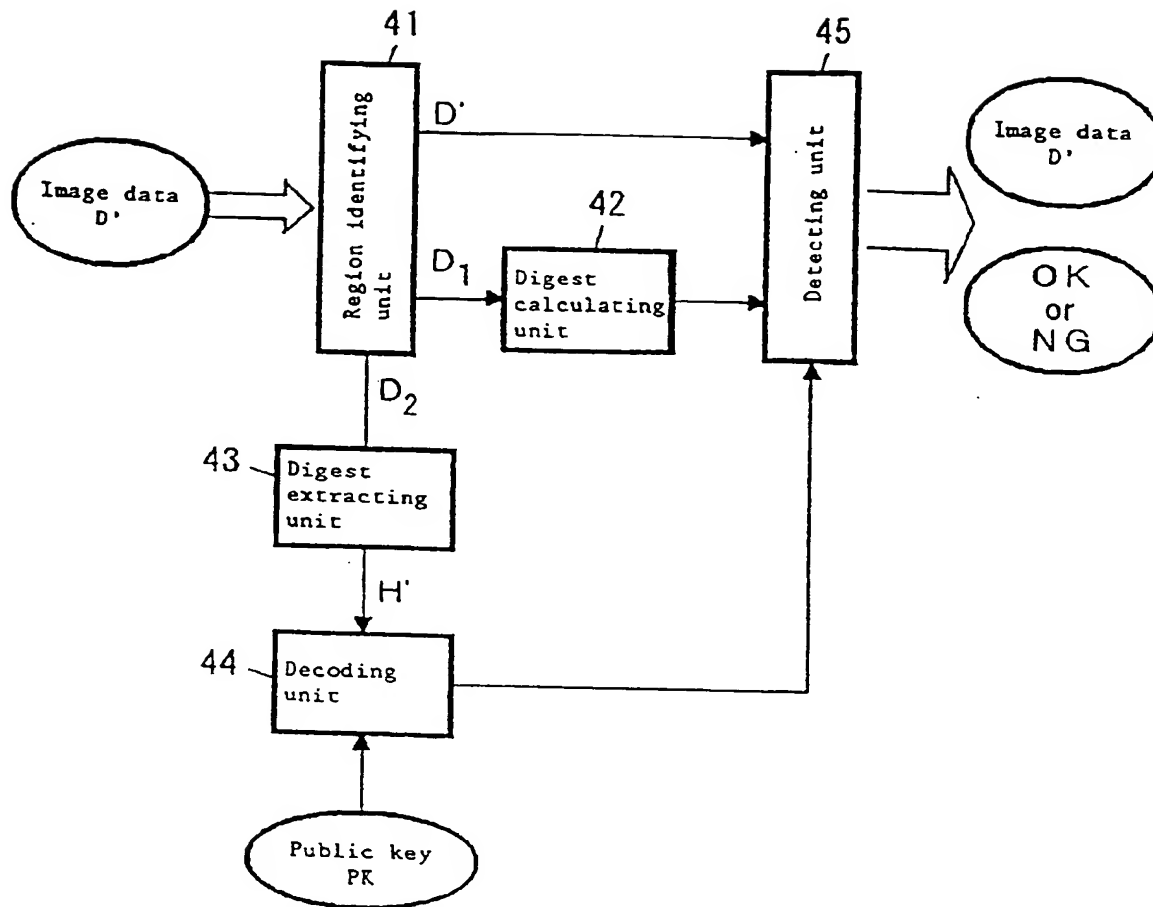 41
45
Image data
D'
Region identifying
unit
D'
D1
42
Digest
calculating
unit
Detecting unit
Image data
D'
OK
or
NG
D2
43
Digest
extracting
unit
H'
44
Decoding
unit
Public key
PK